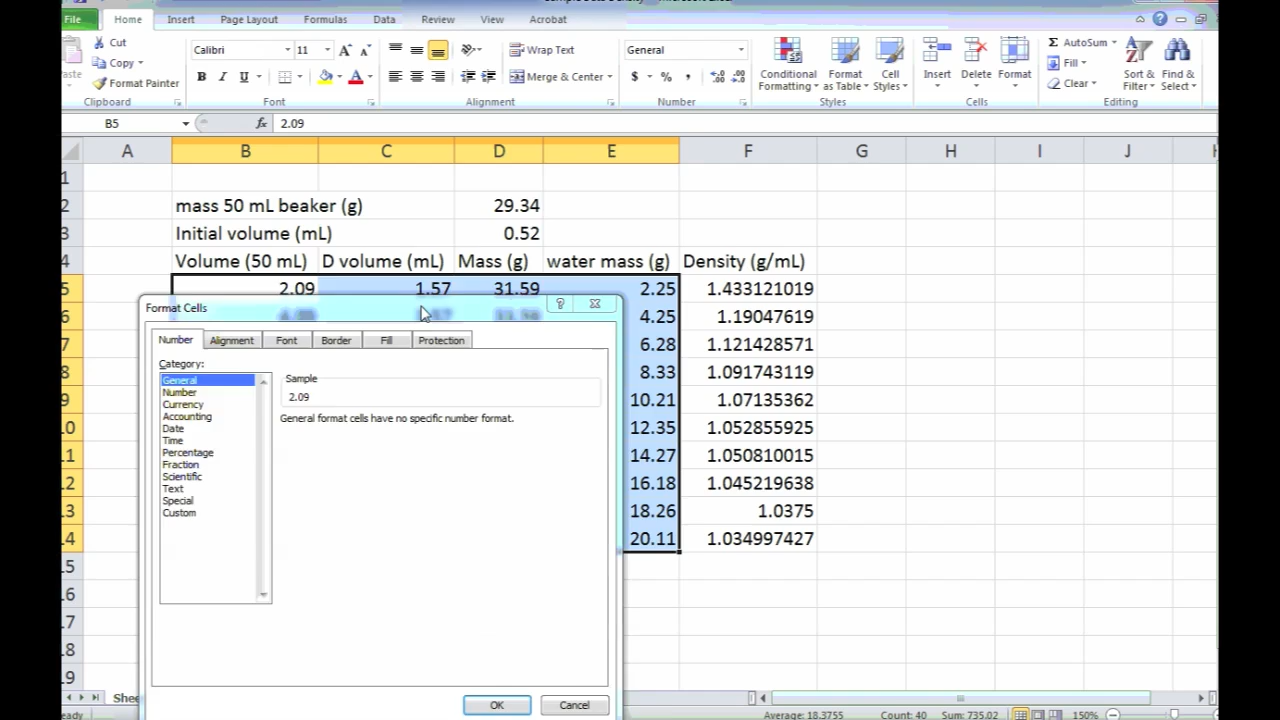 File Home Insert Page Layout Formulas Data Review View Acrobat
Cut
Copy
Format Painter
Calibri 11
B I U
Wrap Text
Merge & Center
General
$ % ,
Conditional Formatting
Format as Table
Cell Styles
Insert
Delete
Format
AutoSum
Fill
Clear
Sort & Filter
Find & Select
Clipboard Font Alignment Number Styles Cells Editing
B5 fx 2.09
A B C D E F G H I J
1
2 mass 50 mL beaker (g) 29.34
3 Initial volume (mL) 0.52
4 Volume (50 mL) D volume (mL) Mass (g) water mass (g) Density (g/mL)
5 2.09 1.57 31.59 2.25 1.433121019
6 4.25 1.19047619
7 6.28 1.121428571
8 8.33 1.091743119
9 10.21 1.07135362
10 12.35 1.052855925
11 14.27 1.050810015
12 16.18 1.045219638
13 18.26 1.0375
14 20.11 1.034997427
15
16
17
18
19
Format Cells
Number Alignment Font Border Fill Protection
Category:
General
Number
Currency
Accounting
Date
Time
Percentage
Fraction
Scientific
Text
Special
Custom
Sample
2.09
General format cells have no specific number format.
OK Cancel
Average: 18.3755 Count: 40 Sum: 735.02 150%